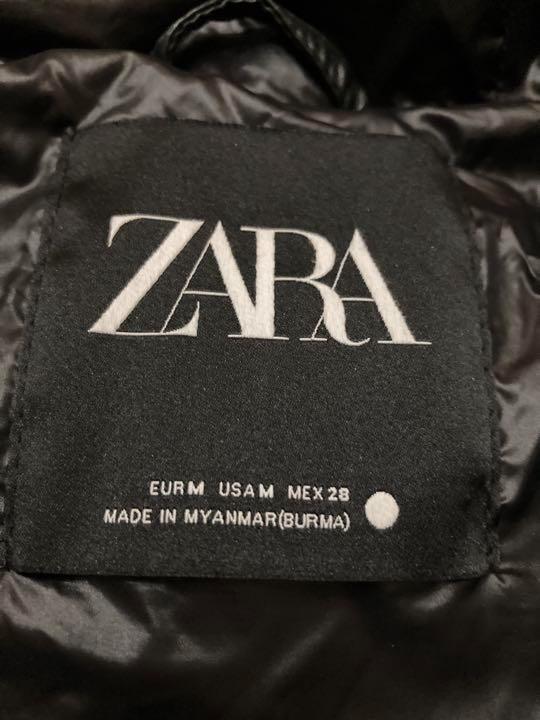 ZARA
EUR M USA M MEX 28
MADE IN MYANMAR(BURMA)